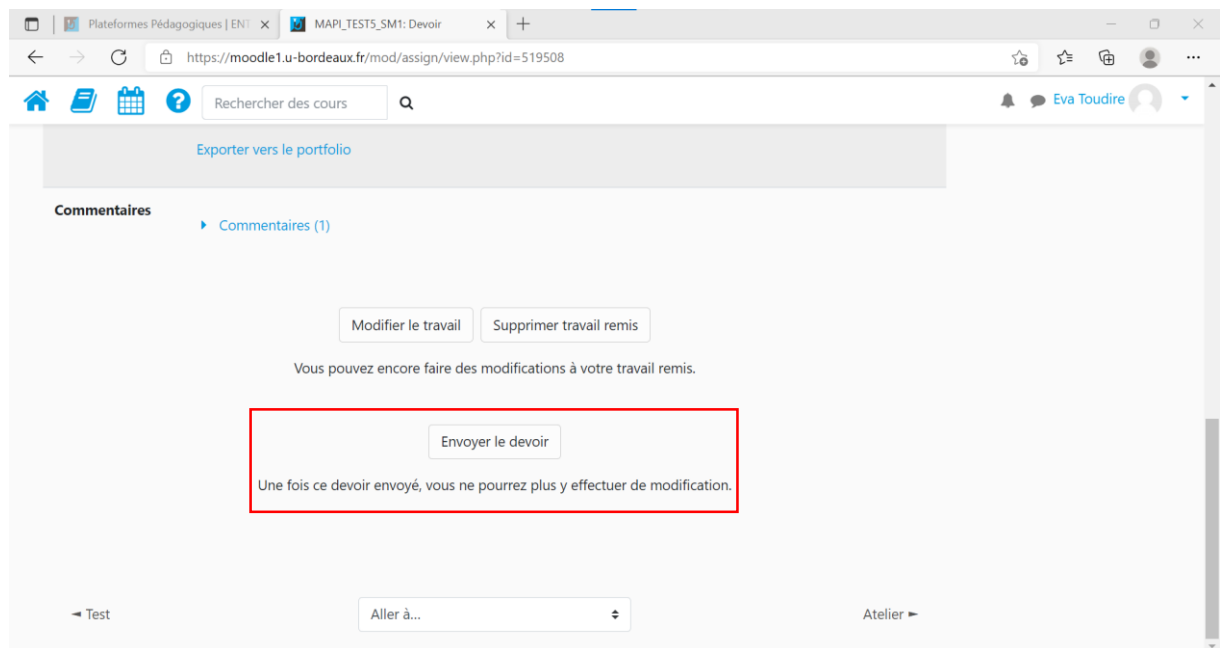 Plateformes Pédagogiques | ENT
MAPI_TEST5_SM1: Devoir
https://moodle1.u-bordeaux.fr/mod/assign/view.php?id=519508
Rechercher des cours
Eva Toudire
Exporter vers le portfolio
Commentaires
Commentaires (1)
Modifier le travail Supprimer travail remis
Vous pouvez encore faire des modifications à votre travail remis.
Envoyer le devoir
Une fois ce devoir envoyé, vous ne pourrez plus y effectuer de modification.
◄ Test
Aller à...
Atelier ►